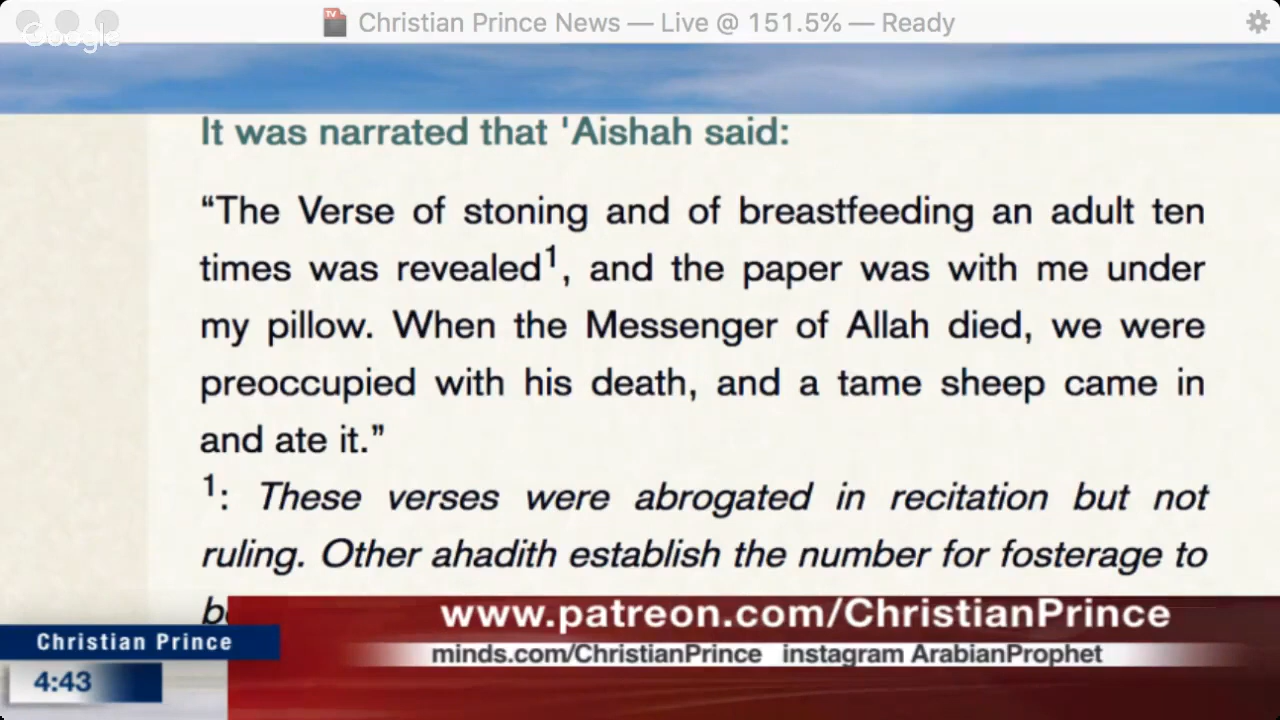 Christian Prince News — Live @ 151.5% — Ready
Google
It was narrated that 'Aishah said:
“The Verse of stoning and of breastfeeding an adult ten
times was revealed¹, and the paper was with me under
my pillow. When the Messenger of Allah died, we were
preoccupied with his death, and a tame sheep came in
and ate it.”
¹: These verses were abrogated in recitation but not
ruling. Other ahadith establish the number for fosterage to
www.patreon.com/ChristianPrince
Christian Prince
minds.com/ChristianPrince instagram ArabianProphet
4:43